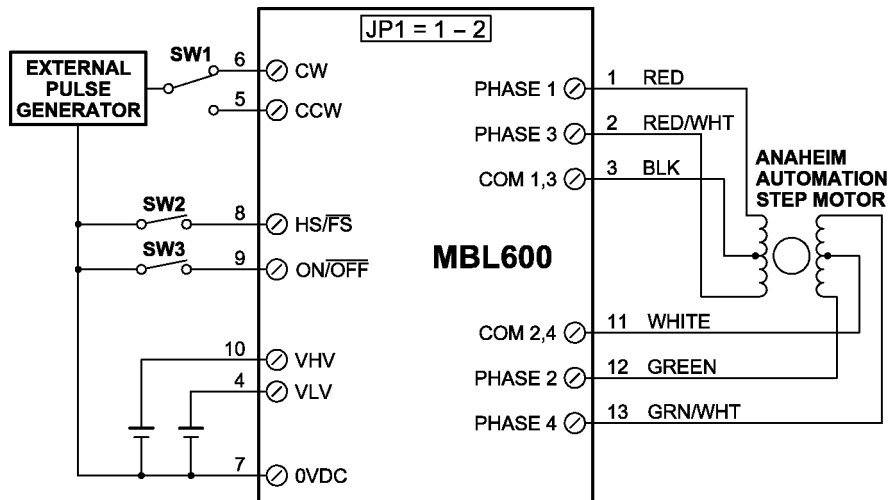 JP1 = 1 – 2
EXTERNAL
PULSE
GENERATOR
SW1
6
CW
5
CCW
SW2
8
HS/F̅S̅
SW3
9
ON/O̅F̅F̅
10
VHV
4
VLV
7
0VDC
MBL600
PHASE 1
1
RED
PHASE 3
2
RED/WHT
COM 1,3
3
BLK
ANAHEIM
AUTOMATION
STEP MOTOR
COM 2,4
11
WHITE
PHASE 2
12
GREEN
PHASE 4
13
GRN/WHT